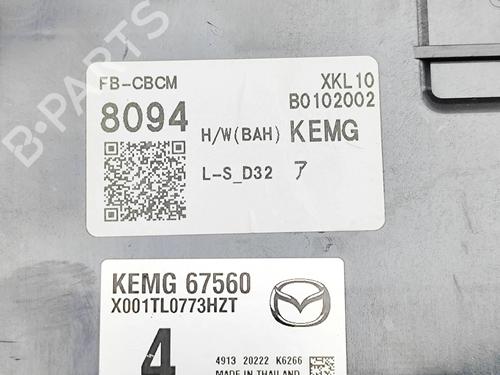 B-PARTS
FB-CBCM
XKL10
8094
B0102002
H/W(BAH) KEMG
L-S_D32 7
KEMG 67560
X001TL0773HZT
4
4913 20222 K6266
MADE IN THAILAND